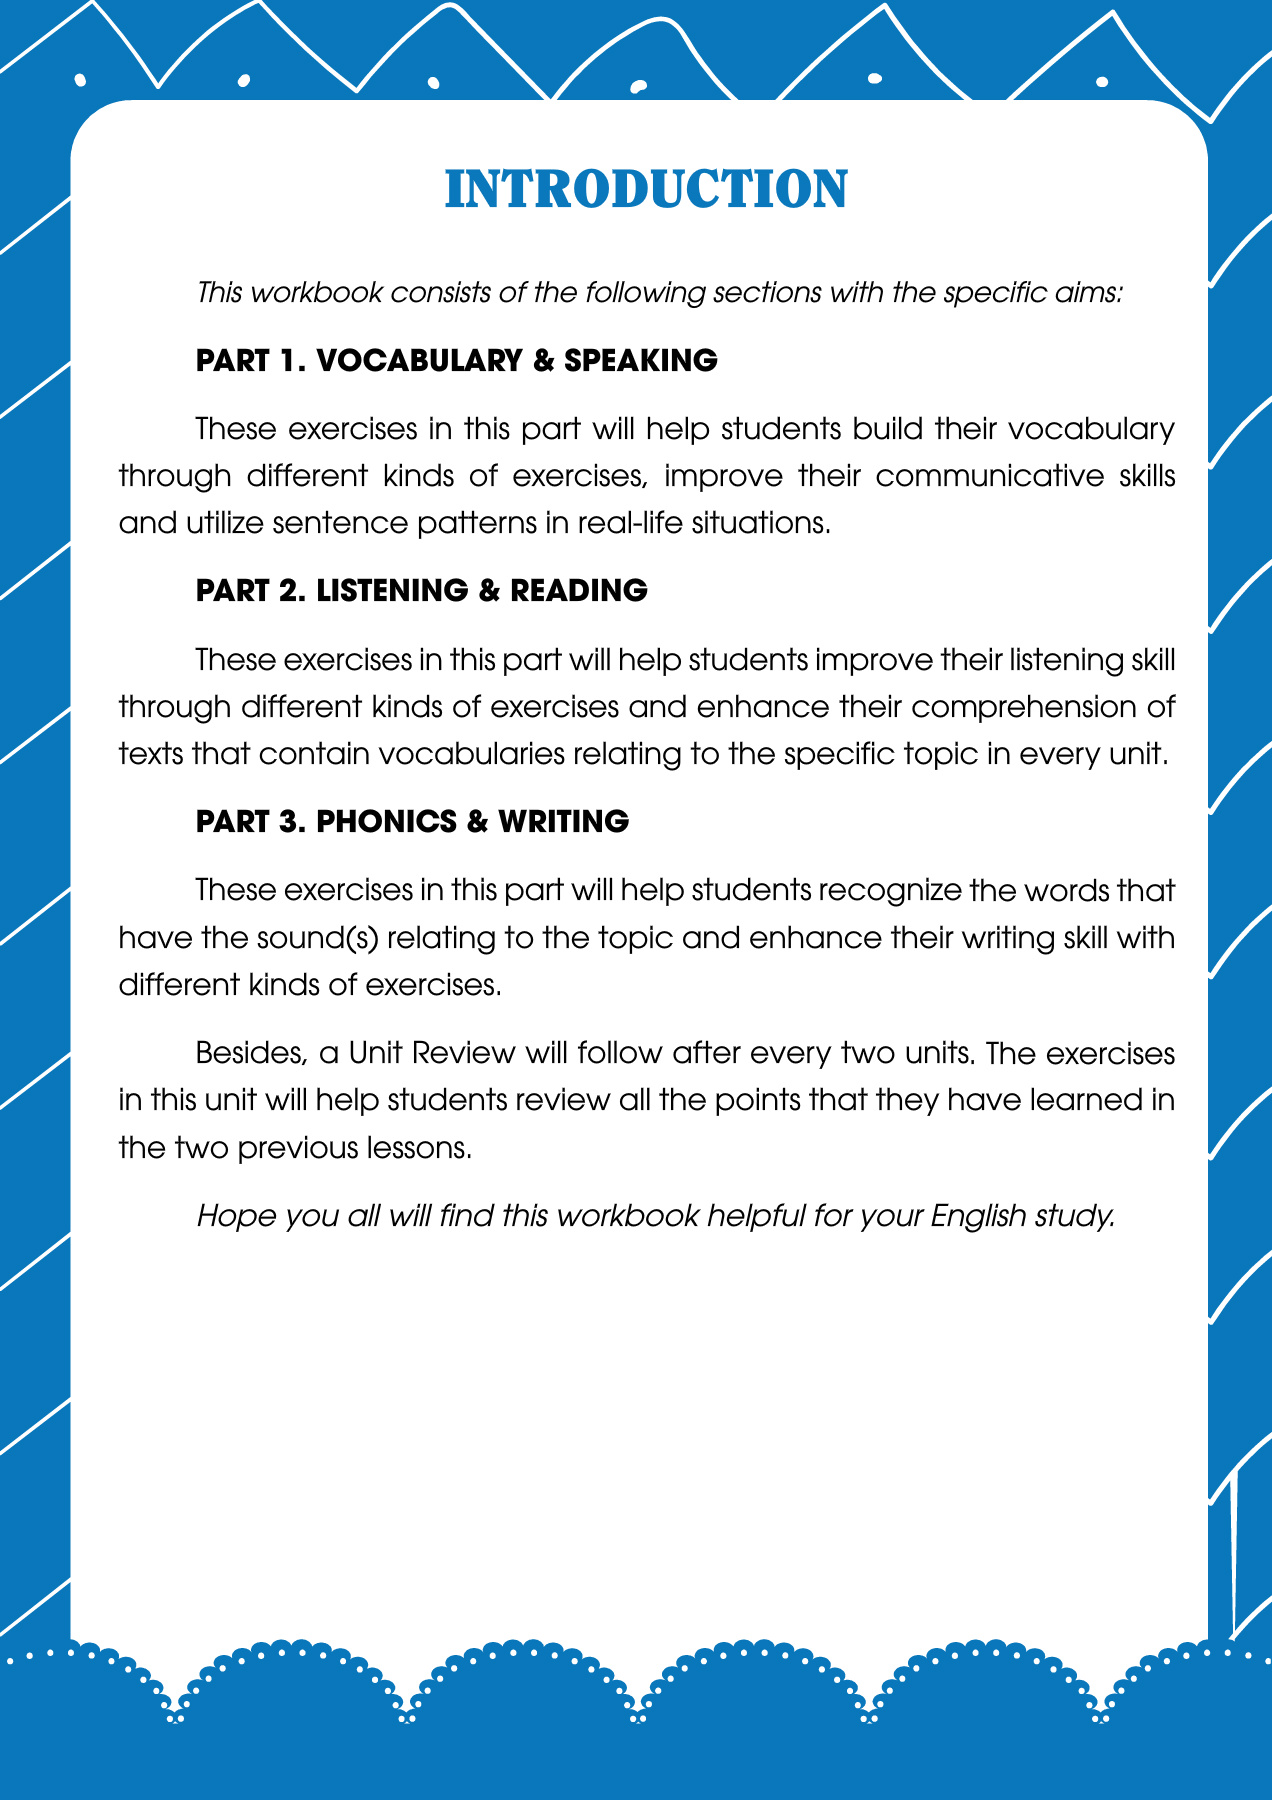 INTRODUCTION
This workbook consists of the following sections with the specific aims:
PART 1. VOCABULARY & SPEAKING
These exercises in this part will help students build their vocabulary
through different kinds of exercises, improve their communicative skills
and utilize sentence patterns in real-life situations.
PART 2. LISTENING & READING
These exercises in this part will help students improve their listening skill
through different kinds of exercises and enhance their comprehension of
texts that contain vocabularies relating to the specific topic in every unit.
PART 3. PHONICS & WRITING
These exercises in this part will help students recognize the words that
have the sound(s) relating to the topic and enhance their writing skill with
different kinds of exercises.
Besides, a Unit Review will follow after every two units. The exercises
in this unit will help students review all the points that they have learned in
the two previous lessons.
Hope you all will find this workbook helpful for your English study.